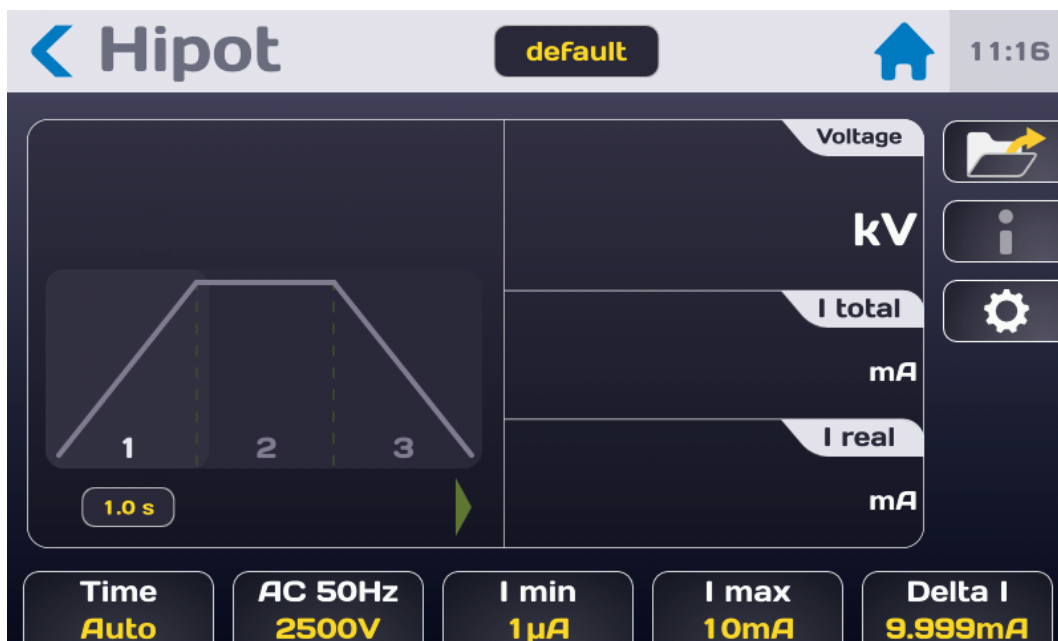 Hipot
default
11:16
Voltage
kV
I total
mA
I real
mA
1 2 3
1.0 s
Time
Auto
AC 50Hz
2500V
I min
1µA
I max
10mA
Delta I
9.999mA